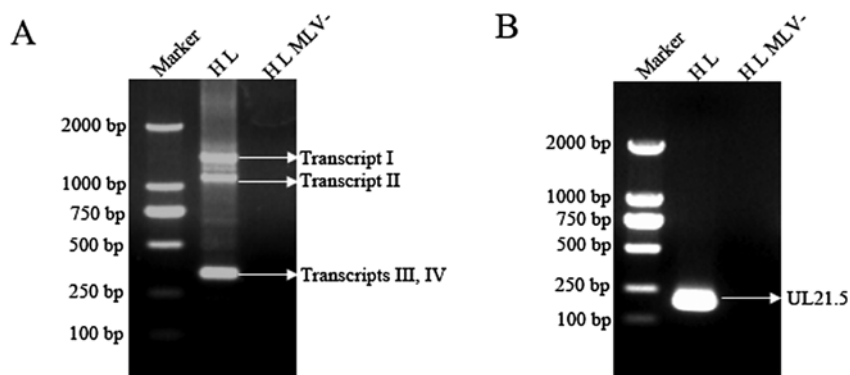 A
Marker
H L
H L MLV-
2000 bp
1000 bp
750 bp
500 bp
250 bp
100 bp
Transcript I
Transcript II
Transcripts III, IV
B
Marker
H L
H L MLV-
2000 bp
1000 bp
750 bp
500 bp
250 bp
100 bp
UL21.5